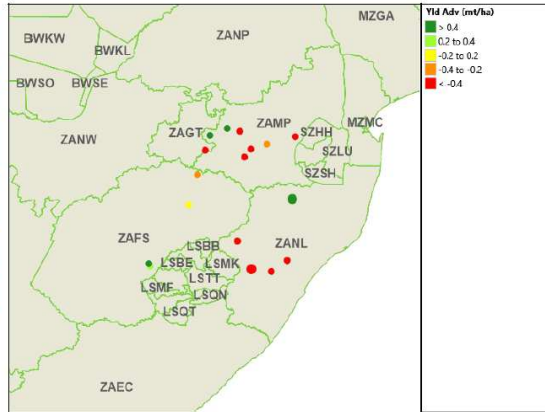 MZGA
Yld Adv (mt/ha)
> 0.4
0.2 to 0.4
-0.2 to 0.2
-0.4 to -0.2
< -0.4
BWKW
ZANP
BWKL
BWSO
BWSE
ZANW
ZAGT
ZAMP
MZMC
SZHH
SZLU
SZSH
ZAFS
ZANL
LSBB
LSBE
LSMK
LSTT
LSMF
LSQN
LSQT
ZAEC